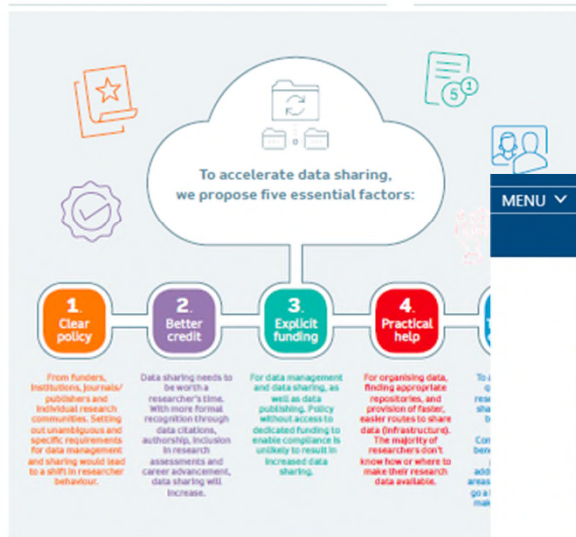 To accelerate data sharing,
we propose five essential factors:
MENU
1.
Clear
policy
2.
Better
credit
3.
Explicit
funding
4.
Practical
help
From funders,
institutions, journals/
publishers and
individual research
communities. Setting
out unambiguous and
specific requirements
for data management
and sharing would lead
to a shift in researcher
behaviour.
Data sharing needs to
be worth a
researcher's time.
With more formal
recognition through
data citations,
authorship, inclusion
in research
assessments and
career advancement,
data sharing will
increase.
For data management
and data sharing, as
well as data
publishing. Policy
without access to
dedicated funding to
enable compliance is
unlikely to result in
increased data
sharing.
For organising data,
finding appropriate
repositories, and
provision of faster,
easier routes to share
data (infrastructure).
The majority of
researchers don't
know how or where to
make their research
data available.
5
1